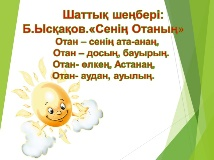 Шаттық шеңбері:
Б.Ысқақов.«Сенің Отаның»
Отан – сенің ата-анаң,
Отан – досың, бауырың.
Отан- өлкең, Астанаң,
Отан- аудан, ауылың.